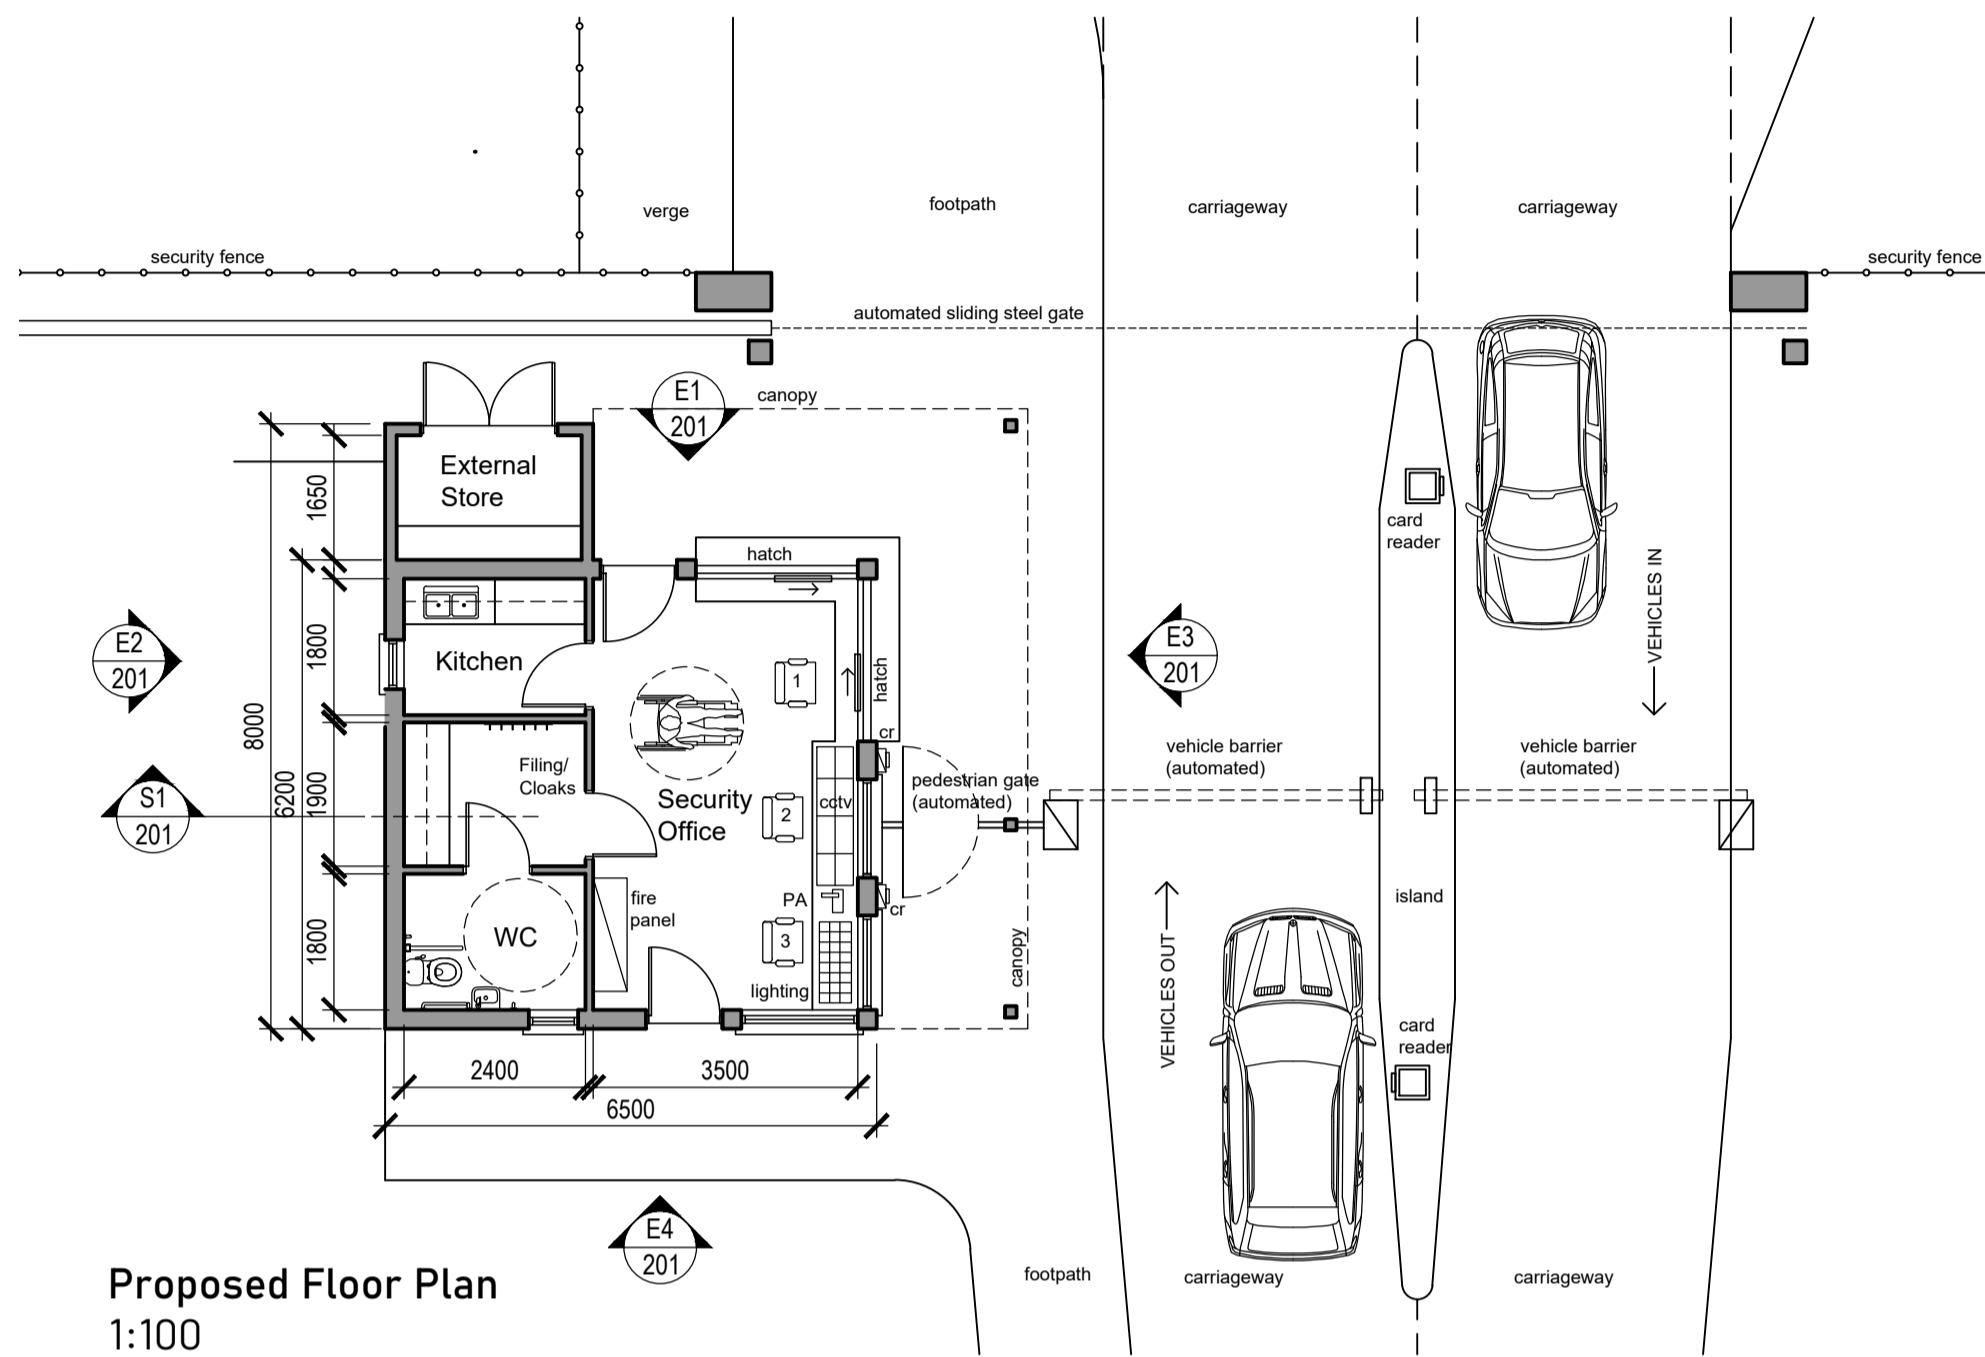 verge
footpath
carriageway
carriageway
security fence
security fence
automated sliding steel gate
E1
201
canopy
External
Store
1650
card
reader
hatch
VEHICLES IN
E2
201
Kitchen
1800
1
hatch
E3
201
8000
6200
cr
vehicle barrier
(automated)
vehicle barrier
(automated)
Filing/
Cloaks
pedestrian gate
(automated)
S1
201
1900
Security
Office
2
cctv
fire
panel
PA
cr
island
WC
1800
3
canopy
lighting
VEHICLES OUT
card
reader
2400
3500
6500
E4
201
footpath
carriageway
carriageway
Proposed Floor Plan
1:100